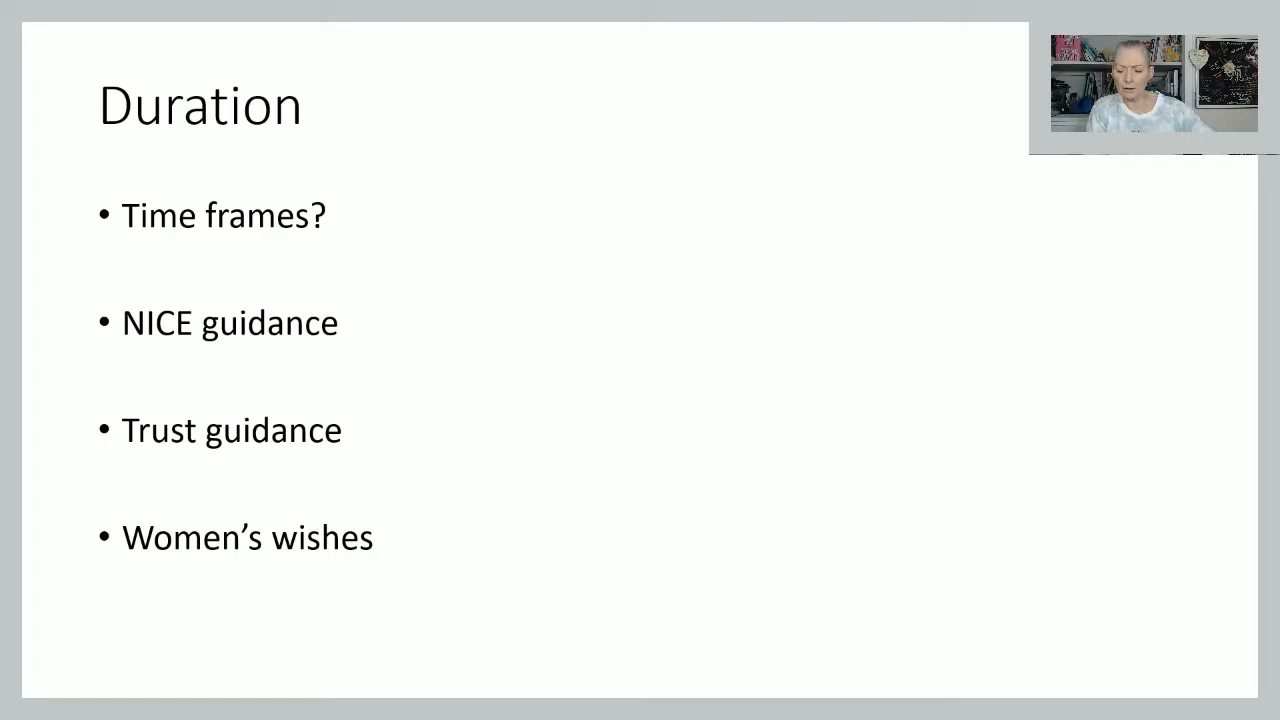 Duration
• Time frames?
• NICE guidance
• Trust guidance
• Women’s wishes